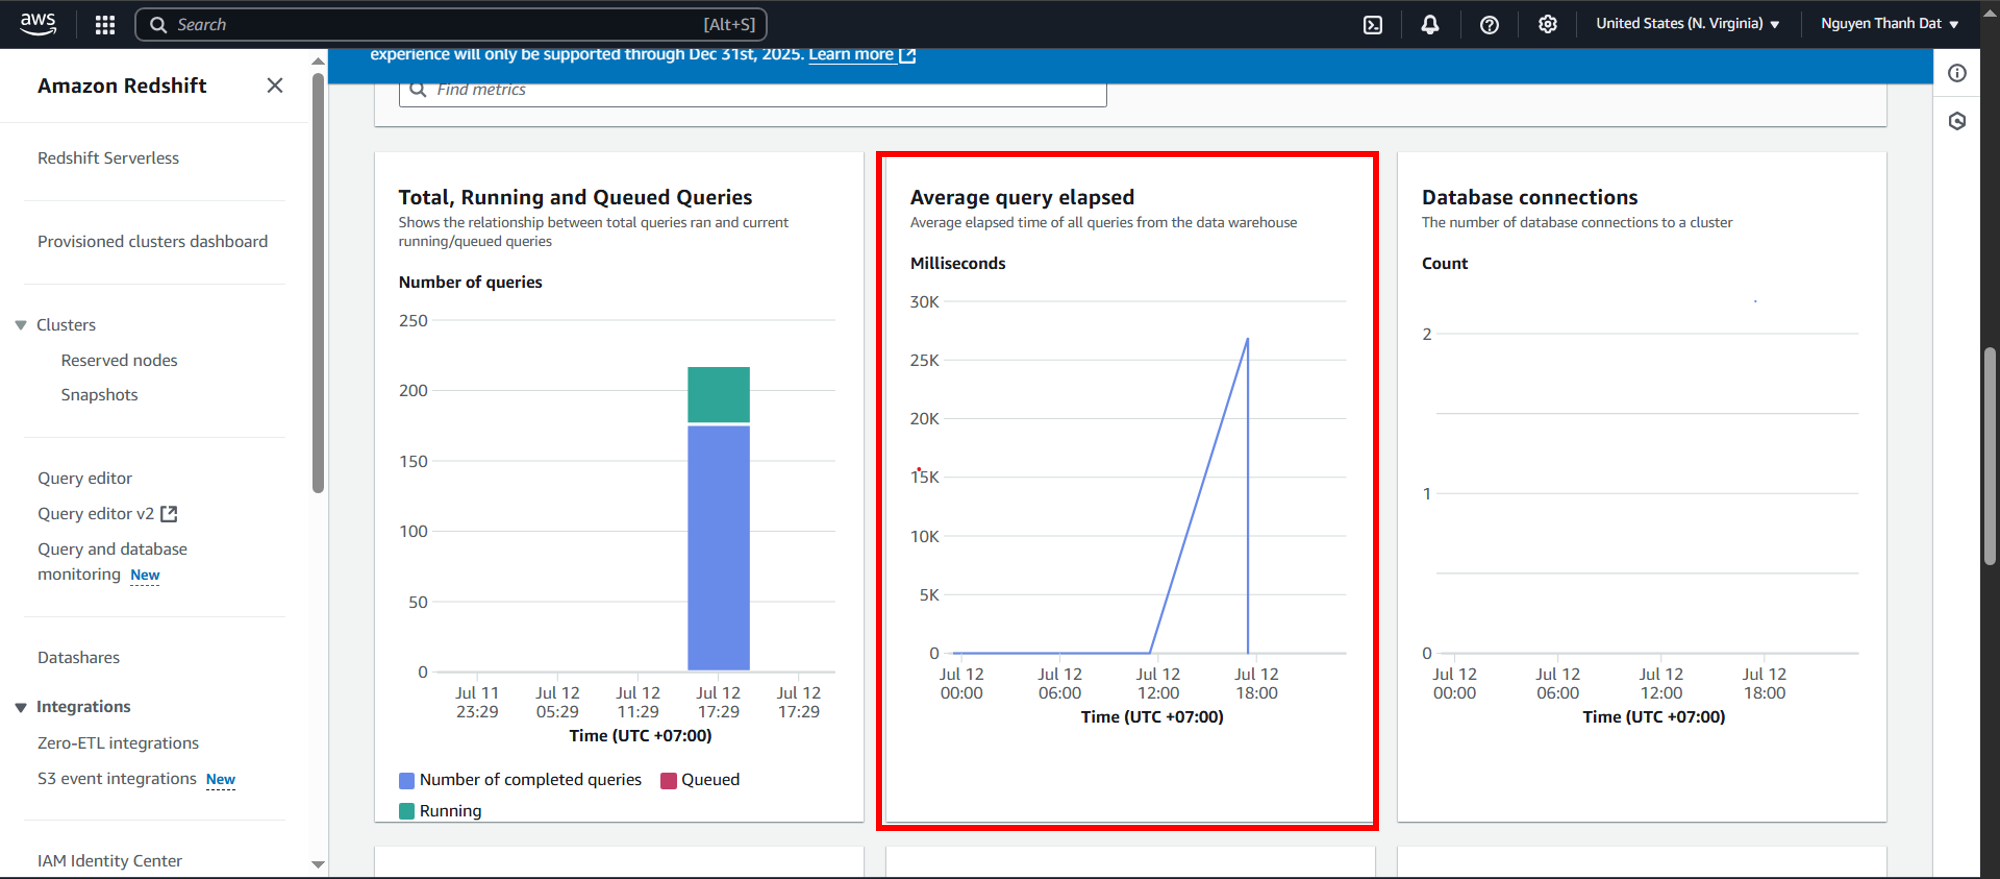 aws
Search
[Alt+S]
United States (N. Virginia)
Nguyen Thanh Dat
Amazon Redshift
Redshift Serverless
Provisioned clusters dashboard
Clusters
Reserved nodes
Snapshots
Query editor
Query editor v2
Query and database
monitoring New
Datashares
Integrations
Zero-ETL integrations
S3 event integrations New
IAM Identity Center
experience will only be supported through Dec 31st, 2025. Learn more
Find metrics
Total, Running and Queued Queries
Shows the relationship between total queries ran and current
running/queued queries
Number of queries
250
200
150
100
50
0
Jul 11 Jul 12 Jul 12 Jul 12 Jul 12
23:29 05:29 11:29 17:29 17:29
Time (UTC +07:00)
Number of completed queries Queued
Running
Average query elapsed
Average elapsed time of all queries from the data warehouse
Milliseconds
30K
25K
20K
15K
10K
5K
0
Jul 12 Jul 12 Jul 12 Jul 12
00:00 06:00 12:00 18:00
Time (UTC +07:00)
Database connections
The number of database connections to a cluster
Count
2
1
0
Jul 12 Jul 12 Jul 12 Jul 12
00:00 06:00 12:00 18:00
Time (UTC +07:00)